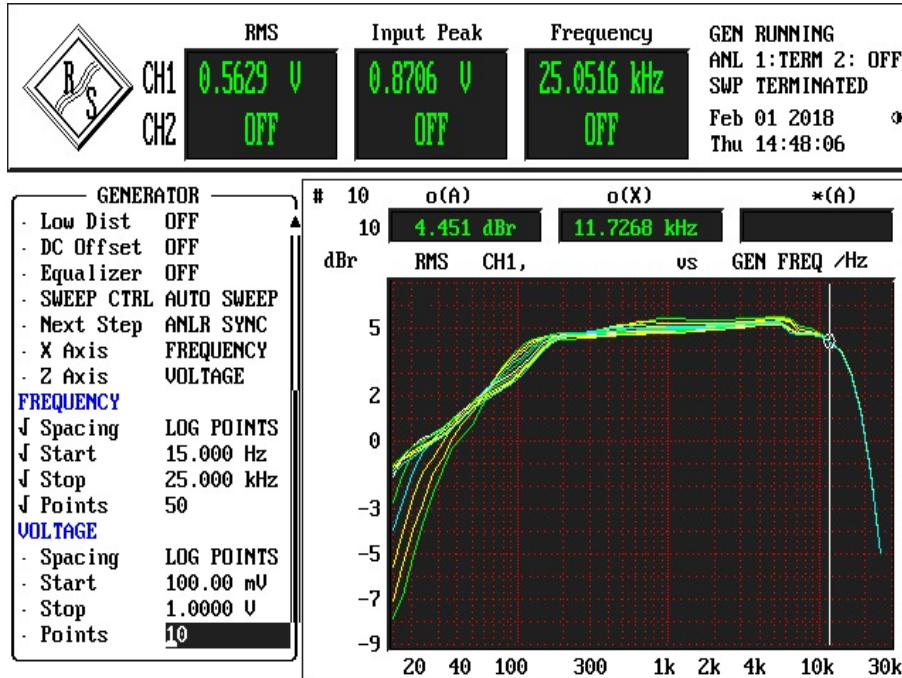 RMS Input Peak Frequency
CH1 0.5629 V 0.8706 V 25.0516 kHz
CH2 OFF OFF OFF
R
S
GEN RUNNING
ANL 1:TERM 2: OFF
SWP TERMINATED
Feb 01 2018
Thu 14:48:06
GENERATOR
· Low Dist OFF
· DC Offset OFF
· Equalizer OFF
· SWEEP CTRL AUTO SWEEP
· Next Step ANLR SYNC
· X Axis FREQUENCY
· Z Axis VOLTAGE
FREQUENCY
√ Spacing LOG POINTS
√ Start 15.000 Hz
√ Stop 25.000 kHz
√ Points 50
VOLTAGE
· Spacing LOG POINTS
· Start 100.00 mV
· Stop 1.0000 V
· Points 10
# 10 o(A) o(X) *(A)
10 4.451 dBr 11.7268 kHz
dBr RMS CH1, vs GEN FREQ /Hz
5
2
0
-3
-5
-7
-9
20 40 100 300 1k 2k 4k 10k 30k